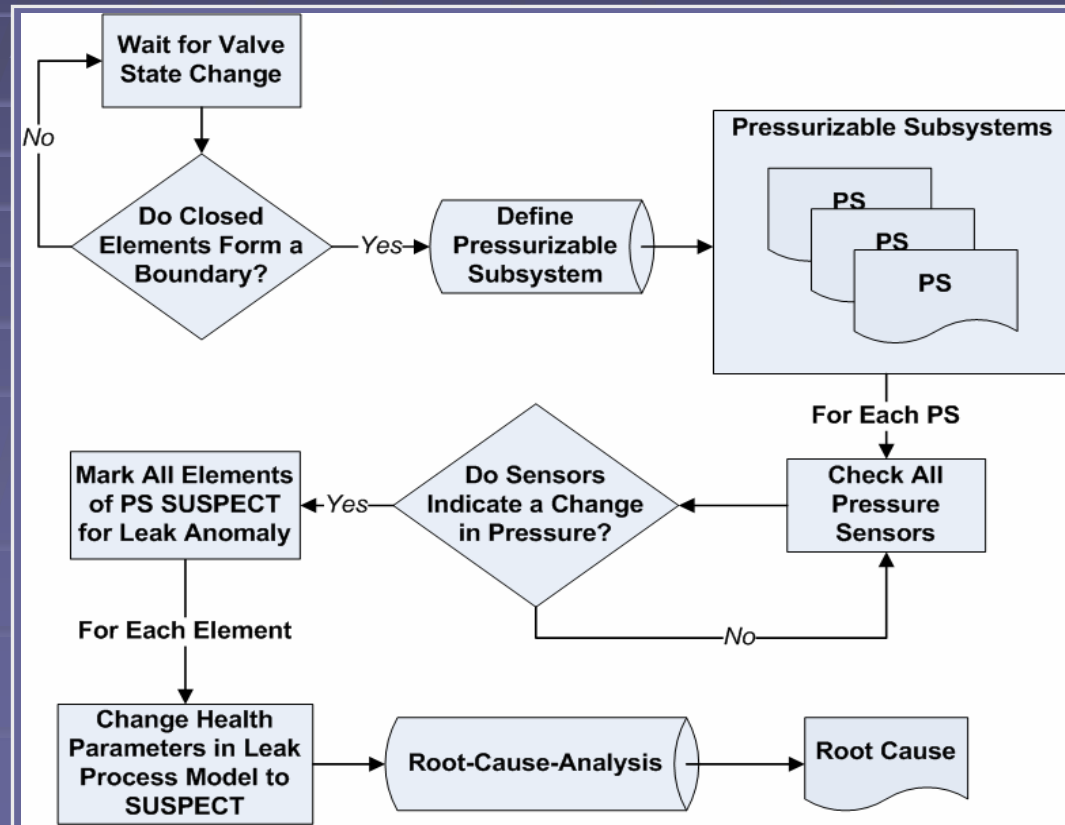 Wait for Valve
State Change
No
Do Closed
Elements Form a
Boundary?
Yes
Define
Pressurizable
Subsystem
Pressurizable Subsystems
PS
PS
PS
For Each PS
Check All
Pressure
Sensors
Do Sensors
Indicate a Change
in Pressure?
No
Yes
Mark All Elements
of PS SUSPECT
for Leak Anomaly
For Each Element
Change Health
Parameters in Leak
Process Model to
SUSPECT
Root-Cause-Analysis
Root Cause